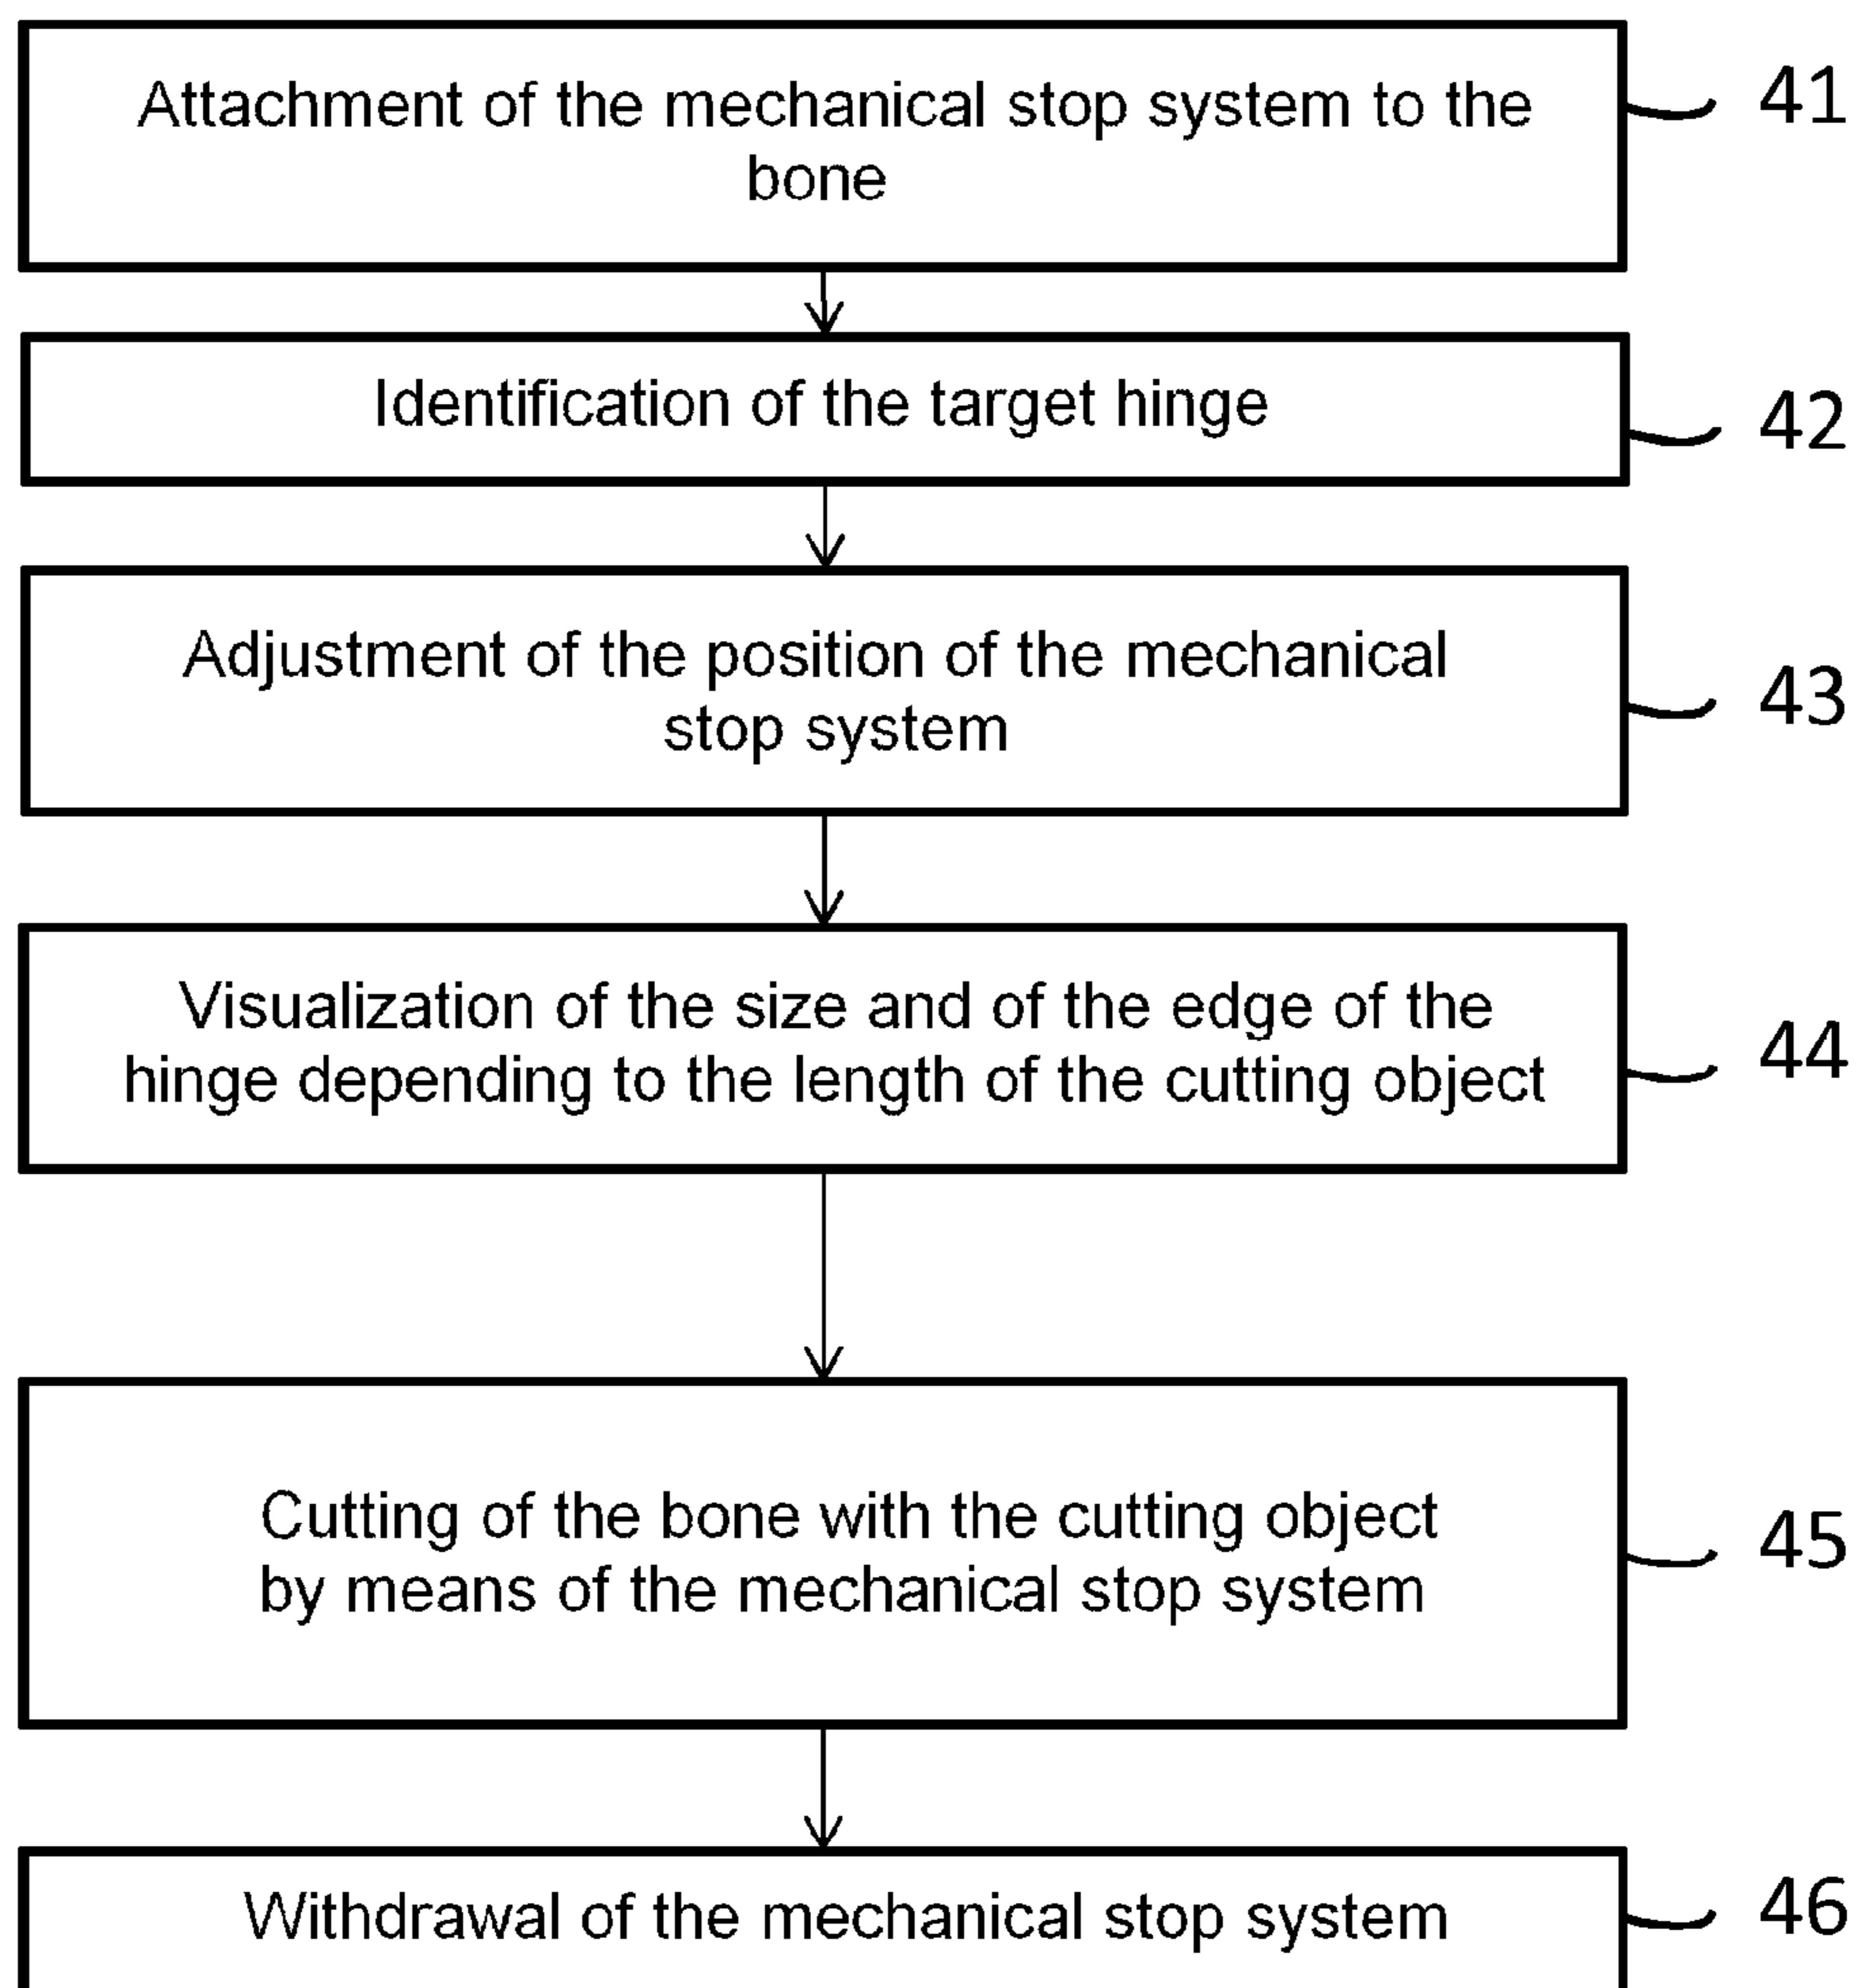 Attachment of the mechanical stop system to the
bone
41
Identification of the target hinge
42
Adjustment of the position of the mechanical
stop system
43
Visualization of the size and of the edge of the
hinge depending to the length of the cutting object
44
Cutting of the bone with the cutting object
by means of the mechanical stop system
45
Withdrawal of the mechanical stop system
46